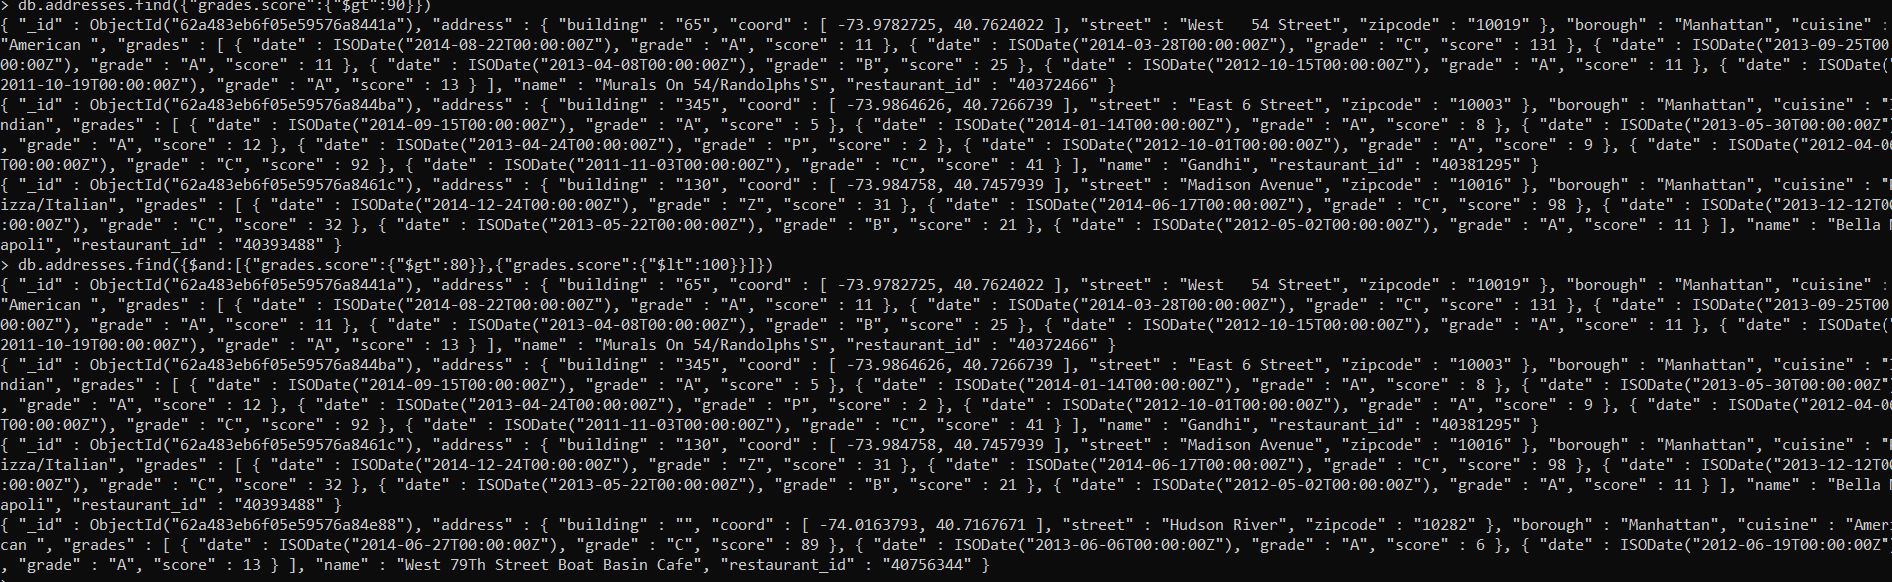 > db.addresses.find({"grades.score":{"$gt":90}})
{ "_id" : ObjectId("62a483eb6f05e59576a8441a"), "address" : { "building" : "65", "coord" : [ -73.9782725, 40.7624022 ], "street" : "West   54 Street", "zipcode" : "10019" }, "borough" : "Manhattan", "cuisine" :
"American ", "grades" : [ { "date" : ISODate("2014-08-22T00:00:00Z"), "grade" : "A", "score" : 11 }, { "date" : ISODate("2014-03-28T00:00:00Z"), "grade" : "C", "score" : 131 }, { "date" : ISODate("2013-09-25T00:
00:00Z"), "grade" : "A", "score" : 11 }, { "date" : ISODate("2013-04-08T00:00:00Z"), "grade" : "B", "score" : 25 }, { "date" : ISODate("2012-10-15T00:00:00Z"), "grade" : "A", "score" : 11 }, { "date" : ISODate("
2011-10-19T00:00:00Z"), "grade" : "A", "score" : 13 } ], "name" : "Murals On 54/Randolphs'S", "restaurant_id" : "40372466" }
{ "_id" : ObjectId("62a483eb6f05e59576a844ba"), "address" : { "building" : "345", "coord" : [ -73.9864626, 40.7266739 ], "street" : "East 6 Street", "zipcode" : "10003" }, "borough" : "Manhattan", "cuisine" : "I
ndian", "grades" : [ { "date" : ISODate("2014-09-15T00:00:00Z"), "grade" : "A", "score" : 5 }, { "date" : ISODate("2014-01-14T00:00:00Z"), "grade" : "A", "score" : 8 }, { "date" : ISODate("2013-05-30T00:00:00Z")
, "grade" : "A", "score" : 12 }, { "date" : ISODate("2013-04-24T00:00:00Z"), "grade" : "P", "score" : 2 }, { "date" : ISODate("2012-10-01T00:00:00Z"), "grade" : "A", "score" : 9 }, { "date" : ISODate("2012-04-06
T00:00:00Z"), "grade" : "C", "score" : 92 }, { "date" : ISODate("2011-11-03T00:00:00Z"), "grade" : "C", "score" : 41 } ], "name" : "Gandhi", "restaurant_id" : "40381295" }
{ "_id" : ObjectId("62a483eb6f05e59576a8461c"), "address" : { "building" : "130", "coord" : [ -73.984758, 40.7457939 ], "street" : "Madison Avenue", "zipcode" : "10016" }, "borough" : "Manhattan", "cuisine" : "P
izza/Italian", "grades" : [ { "date" : ISODate("2014-12-24T00:00:00Z"), "grade" : "Z", "score" : 31 }, { "date" : ISODate("2014-06-17T00:00:00Z"), "grade" : "C", "score" : 98 }, { "date" : ISODate("2013-12-12T00
:00:00Z"), "grade" : "C", "score" : 32 }, { "date" : ISODate("2013-05-22T00:00:00Z"), "grade" : "B", "score" : 21 }, { "date" : ISODate("2012-05-02T00:00:00Z"), "grade" : "A", "score" : 11 } ], "name" : "Bella N
apoli", "restaurant_id" : "40393488" }
> db.addresses.find({$and:[{"grades.score":{"$gt":80}},{"grades.score":{"$lt":100}}]})
{ "_id" : ObjectId("62a483eb6f05e59576a8441a"), "address" : { "building" : "65", "coord" : [ -73.9782725, 40.7624022 ], "street" : "West   54 Street", "zipcode" : "10019" }, "borough" : "Manhattan", "cuisine" :
"American ", "grades" : [ { "date" : ISODate("2014-08-22T00:00:00Z"), "grade" : "A", "score" : 11 }, { "date" : ISODate("2014-03-28T00:00:00Z"), "grade" : "C", "score" : 131 }, { "date" : ISODate("2013-09-25T00:
00:00Z"), "grade" : "A", "score" : 11 }, { "date" : ISODate("2013-04-08T00:00:00Z"), "grade" : "B", "score" : 25 }, { "date" : ISODate("2012-10-15T00:00:00Z"), "grade" : "A", "score" : 11 }, { "date" : ISODate("
2011-10-19T00:00:00Z"), "grade" : "A", "score" : 13 } ], "name" : "Murals On 54/Randolphs'S", "restaurant_id" : "40372466" }
{ "_id" : ObjectId("62a483eb6f05e59576a844ba"), "address" : { "building" : "345", "coord" : [ -73.9864626, 40.7266739 ], "street" : "East 6 Street", "zipcode" : "10003" }, "borough" : "Manhattan", "cuisine" : "I
ndian", "grades" : [ { "date" : ISODate("2014-09-15T00:00:00Z"), "grade" : "A", "score" : 5 }, { "date" : ISODate("2014-01-14T00:00:00Z"), "grade" : "A", "score" : 8 }, { "date" : ISODate("2013-05-30T00:00:00Z")
, "grade" : "A", "score" : 12 }, { "date" : ISODate("2013-04-24T00:00:00Z"), "grade" : "P", "score" : 2 }, { "date" : ISODate("2012-10-01T00:00:00Z"), "grade" : "A", "score" : 9 }, { "date" : ISODate("2012-04-06
T00:00:00Z"), "grade" : "C", "score" : 92 }, { "date" : ISODate("2011-11-03T00:00:00Z"), "grade" : "C", "score" : 41 } ], "name" : "Gandhi", "restaurant_id" : "40381295" }
{ "_id" : ObjectId("62a483eb6f05e59576a8461c"), "address" : { "building" : "130", "coord" : [ -73.984758, 40.7457939 ], "street" : "Madison Avenue", "zipcode" : "10016" }, "borough" : "Manhattan", "cuisine" : "P
izza/Italian", "grades" : [ { "date" : ISODate("2014-12-24T00:00:00Z"), "grade" : "Z", "score" : 31 }, { "date" : ISODate("2014-06-17T00:00:00Z"), "grade" : "C", "score" : 98 }, { "date" : ISODate("2013-12-12T00
:00:00Z"), "grade" : "C", "score" : 32 }, { "date" : ISODate("2013-05-22T00:00:00Z"), "grade" : "B", "score" : 21 }, { "date" : ISODate("2012-05-02T00:00:00Z"), "grade" : "A", "score" : 11 } ], "name" : "Bella N
apoli", "restaurant_id" : "40393488" }
{ "_id" : ObjectId("62a483eb6f05e59576a84e88"), "address" : { "building" : "", "coord" : [ -74.0163793, 40.7167671 ], "street" : "Hudson River", "zipcode" : "10282" }, "borough" : "Manhattan", "cuisine" : "Ameri
can ", "grades" : [ { "date" : ISODate("2014-06-27T00:00:00Z"), "grade" : "C", "score" : 89 }, { "date" : ISODate("2013-06-06T00:00:00Z"), "grade" : "A", "score" : 6 }, { "date" : ISODate("2012-06-19T00:00:00Z")
, "grade" : "A", "score" : 13 } ], "name" : "West 79Th Street Boat Basin Cafe", "restaurant_id" : "40756344" }